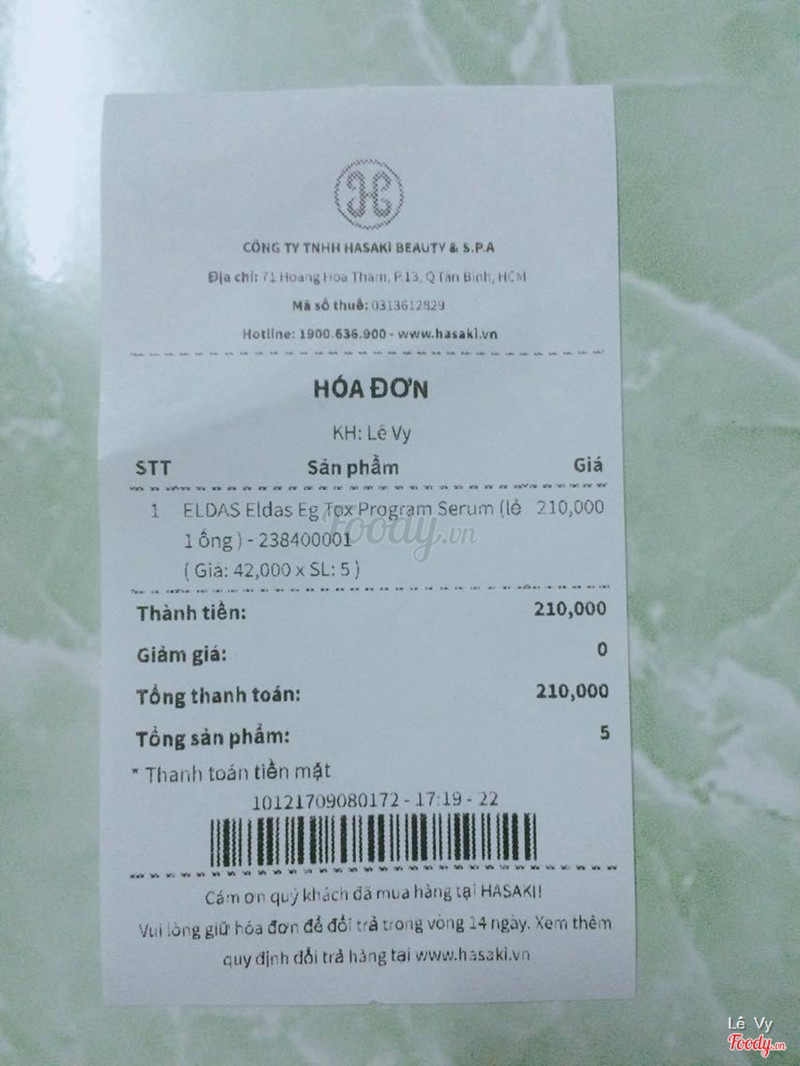 CÔNG TY TNHH HASAKI BEAUTY & S.P.A
Địa chỉ: 71 Hoàng Hoa Thám, P.13, Q Tân Bình, HCM
Mã số thuế: 0313612829
Hotline: 1900.636.900 - www.hasaki.vn
HÓA ĐƠN
KH: Lê Vy
STT Sản phẩm Giá
1 ELDAS Eldas Eg Tox Program Serum (lẻ 210,000
1 ống ) - 238400001
( Giá: 42,000 x SL: 5 )
Thành tiền: 210,000
Giảm giá: 0
Tổng thanh toán: 210,000
Tổng sản phẩm: 5
* Thanh toán tiền mặt
10121709080172 - 17:19 - 22
Cám ơn quý khách đã mua hàng tại HASAKI!
Vui lòng giữ hóa đơn để đổi trả trong vòng 14 ngày. Xem thêm
quy định đổi trả hàng tại www.hasaki.vn
Foody.vn
Lê Vy
Foody.vn